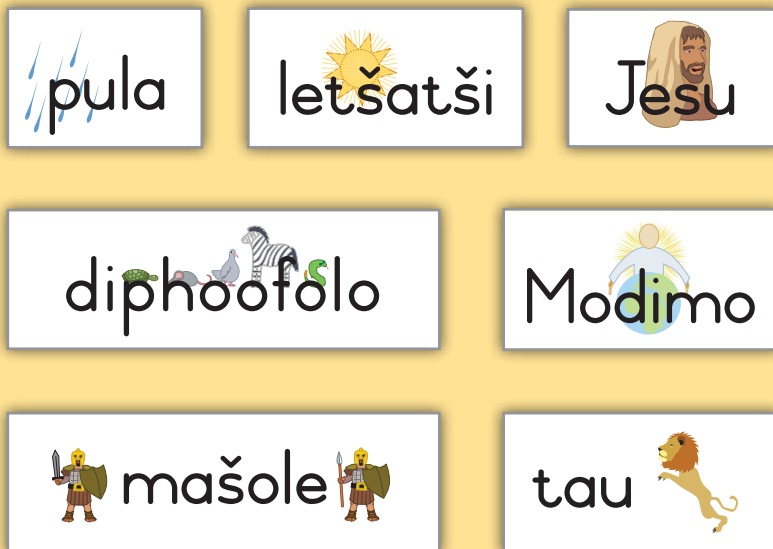 pula
letšatši
Jesu
diphoofolo
Modimo
mašole
tau